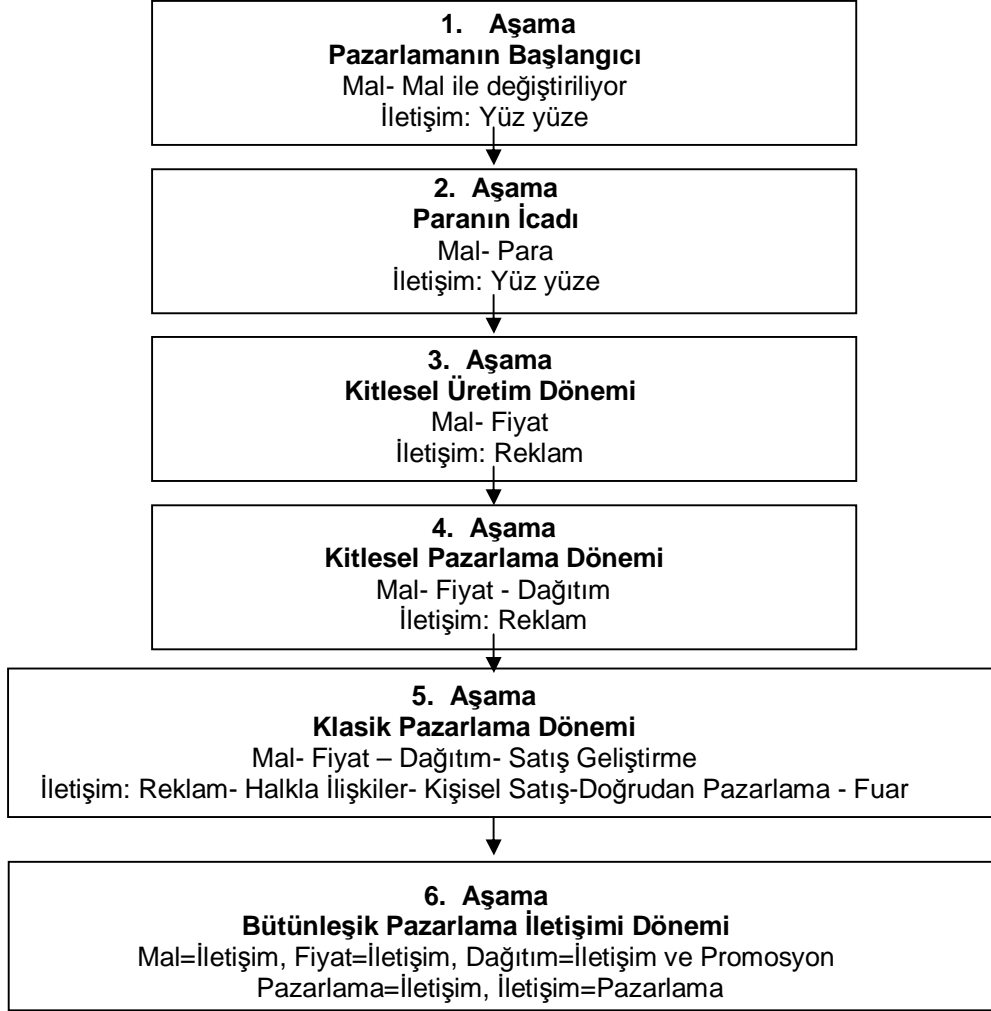 1. Aşama
Pazarlamanın Başlangıcı
Mal- Mal ile değiştiriliyor
İletişim: Yüz yüze
2. Aşama
Paranın İcadı
Mal- Para
İletişim: Yüz yüze
3. Aşama
Kitlesel Üretim Dönemi
Mal- Fiyat
İletişim: Reklam
4. Aşama
Kitlesel Pazarlama Dönemi
Mal- Fiyat - Dağıtım
İletişim: Reklam
5. Aşama
Klasik Pazarlama Dönemi
Mal- Fiyat – Dağıtım- Satış Geliştirme
İletişim: Reklam- Halkla İlişkiler- Kişisel Satış-Doğrudan Pazarlama - Fuar
6. Aşama
Bütünleşik Pazarlama İletişimi Dönemi
Mal=İletişim, Fiyat=İletişim, Dağıtım=İletişim ve Promosyon
Pazarlama=İletişim, İletişim=Pazarlama